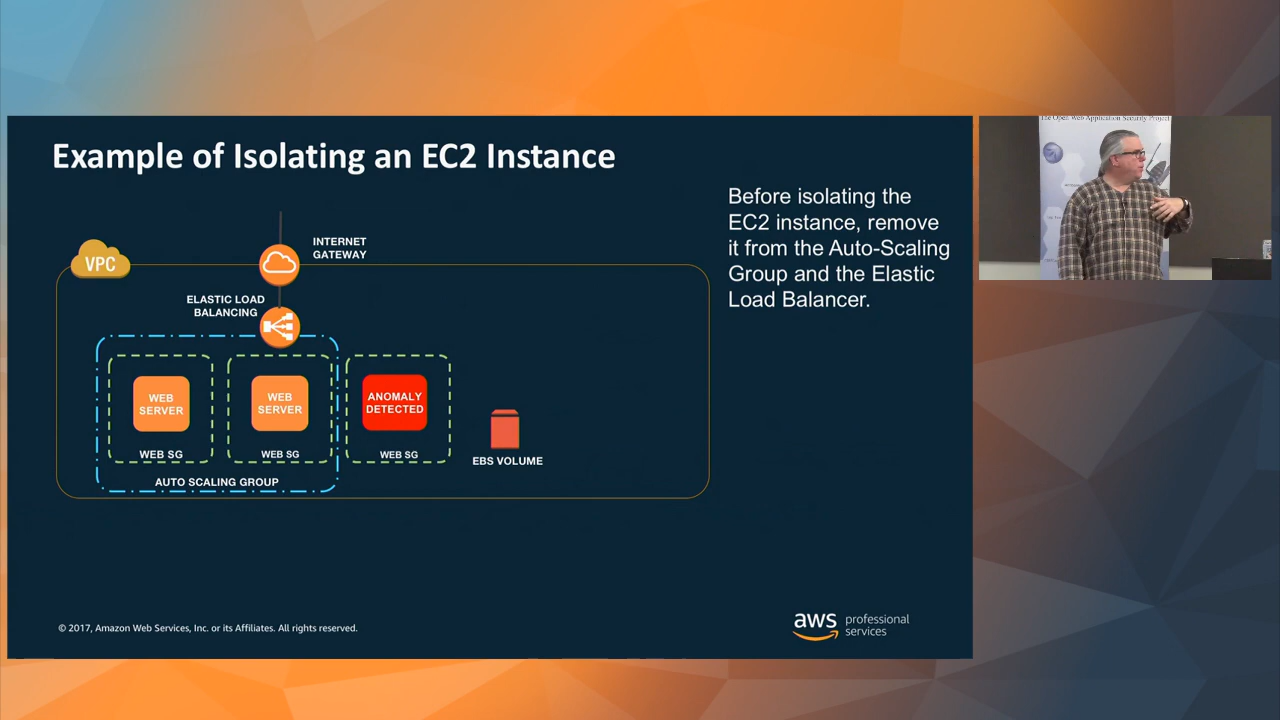 Example of Isolating an EC2 Instance
Before isolating the
EC2 instance, remove
it from the Auto-Scaling
Group and the Elastic
Load Balancer.
INTERNET
GATEWAY
VPC
ELASTIC LOAD
BALANCING
WEB
SERVER
WEB SG
WEB
SERVER
WEB SG
ANOMALY
DETECTED
WEB SG
EBS VOLUME
AUTO SCALING GROUP
© 2017, Amazon Web Services, Inc. or its Affiliates. All rights reserved.
aws professional
services
The Open Web Application Security Project